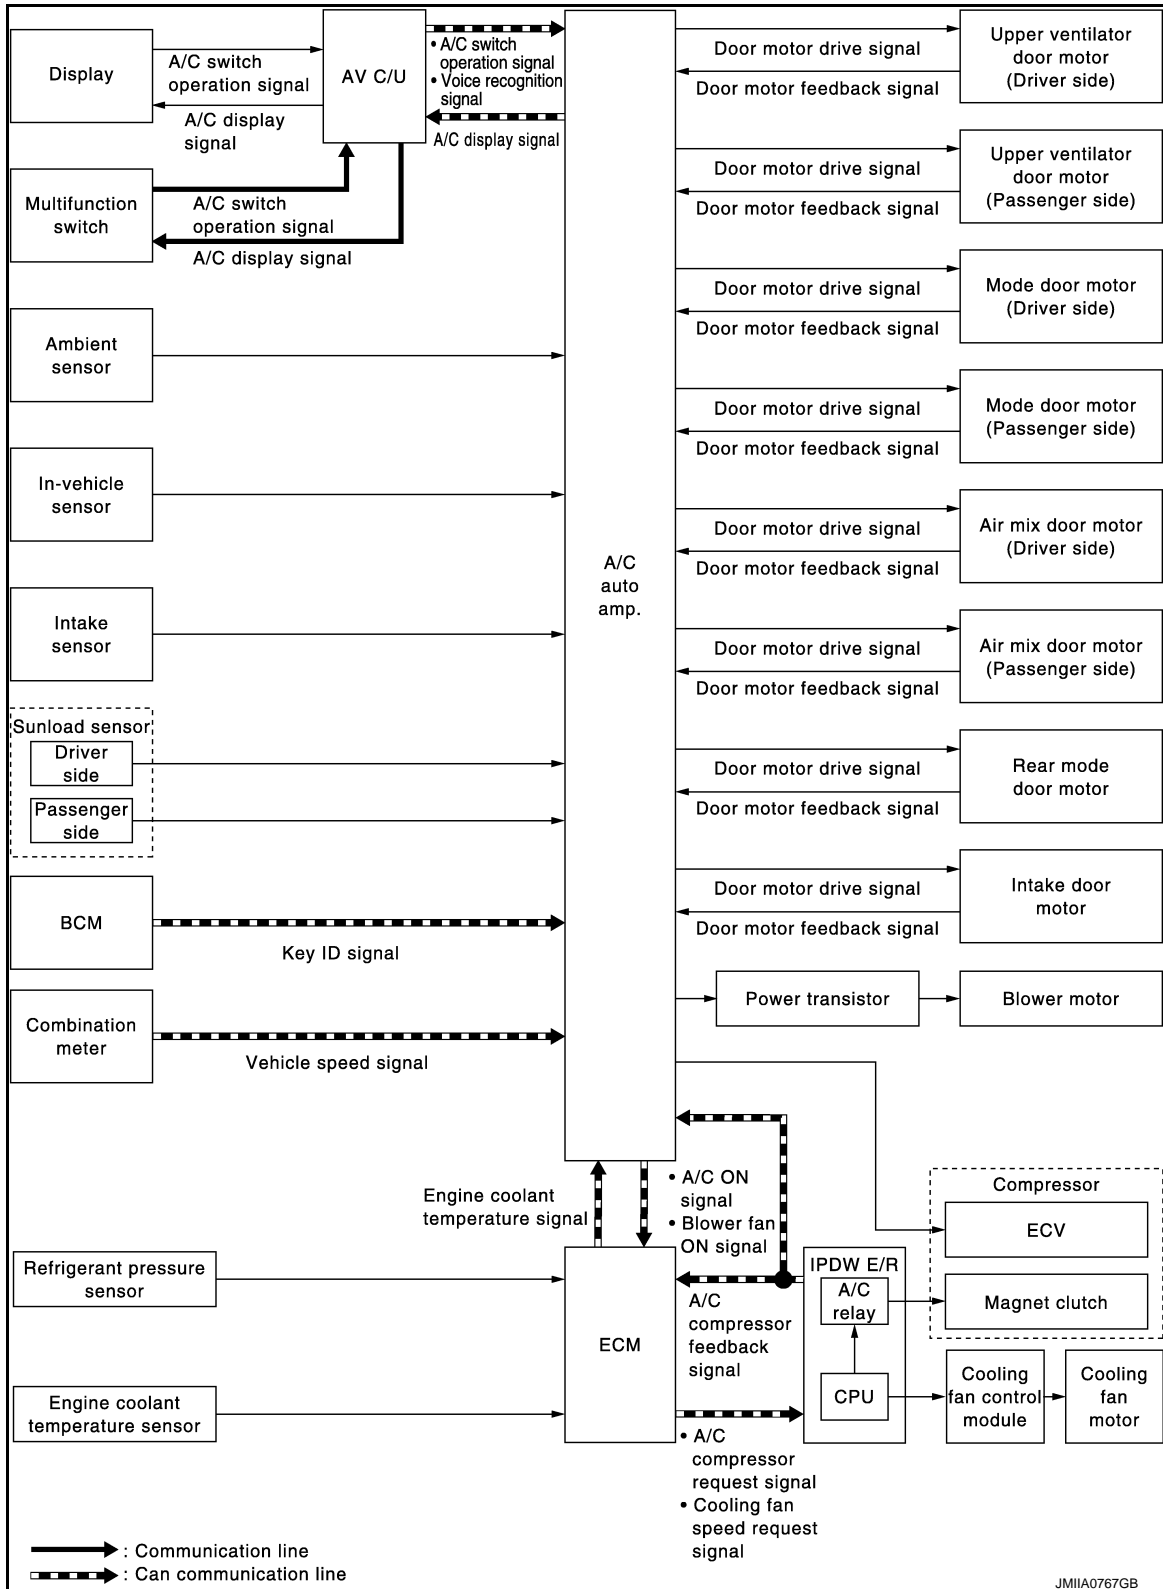 Display
A/C switch
operation signal
A/C display
signal
AV C/U
• A/C switch
operation signal
• Voice recognition
signal
A/C display signal
Multifunction
switch
A/C switch
operation signal
A/C display signal
Ambient
sensor
In-vehicle
sensor
Intake
sensor
Sunload sensor
Driver
side
Passenger
side
BCM
Key ID signal
Combination
meter
Vehicle speed signal
A/C
auto
amp.
Door motor drive signal
Door motor feedback signal
Upper ventilator
door motor
(Driver side)
Door motor drive signal
Door motor feedback signal
Upper ventilator
door motor
(Passenger side)
Door motor drive signal
Door motor feedback signal
Mode door motor
(Driver side)
Door motor drive signal
Door motor feedback signal
Mode door motor
(Passenger side)
Door motor drive signal
Door motor feedback signal
Air mix door motor
(Driver side)
Door motor drive signal
Door motor feedback signal
Air mix door motor
(Passenger side)
Door motor drive signal
Door motor feedback signal
Rear mode
door motor
Door motor drive signal
Door motor feedback signal
Intake door
motor
Power transistor
Blower motor
Engine coolant
temperature signal
• A/C ON
signal
• Blower fan
ON signal
Compressor
ECV
Magnet clutch
Refrigerant pressure
sensor
Engine coolant
temperature sensor
ECM
A/C
compressor
feedback
signal
IPDW E/R
A/C
relay
CPU
Cooling
fan control
module
Cooling
fan
motor
• A/C
compressor
request signal
• Cooling fan
speed request
signal
: Communication line
: Can communication line
JMIIA0767GB